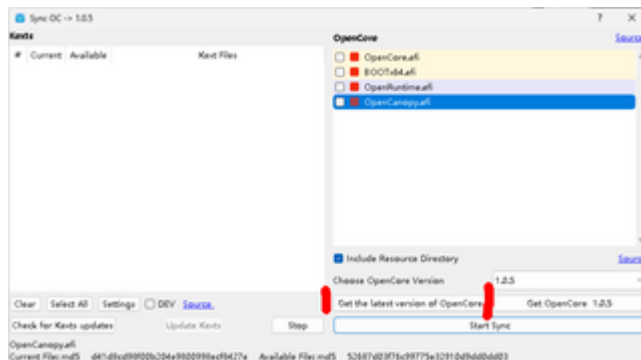 Sync OC -> 1.0.5
? X
Kexts
# Current Available Kext Files
OpenCore
Source
OpenCore.efi
BOOTx64.efi
OpenRuntime.efi
OpenCanopy.efi
Include Resource Directory
Source
Choose OpenCore Version
1.0.5
Clear
Select All
Settings
DEV
Source
Get the latest version of OpenCore
Get OpenCore 1.0.5
Check for Kexts updates
Update Kexts
Stop
Start Sync
OpenCanopy.efi
Current File: md5
Available File: md5